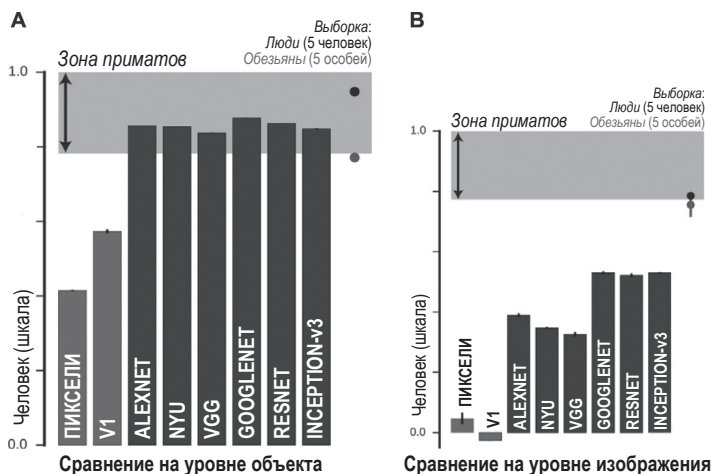 A
Выборка:
Люди (5 человек)
Обезьяны (5 особей)
Зона приматов
1.0
Человек (шкала)
0.0
ПИКСЕЛИ
V1
ALEXNET
NYU
VGG
GOOGLENET
RESNET
INCEPTION-v3
Сравнение на уровне объекта
B
Выборка:
Люди (5 человек)
Обезьяны (5 особей)
Зона приматов
1.0
Человек (шкала)
0.0
ПИКСЕЛИ
V1
ALEXNET
NYU
VGG
GOOGLENET
RESNET
INCEPTION-v3
Сравнение на уровне изображения